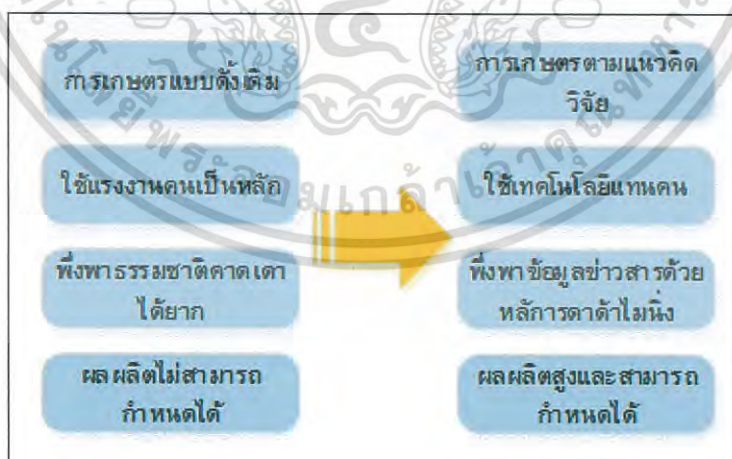 การเกษตรแบบดั้งเดิม
การเกษตรตามแนวคิด
วิจัย
ใช้แรงงานคนเป็นหลัก
ใช้เทคโนโลยีแทนคน
พึ่งพาธรรมชาติคาดเดา
ได้ยาก
พึ่งพาข้อมูลข่าวสารด้วย
หลักการดาต้าไมนิ่ง
ผลผลิตไม่สามารถ
กำหนดได้
ผลผลิตสูงและสามารถ
กำหนดได้